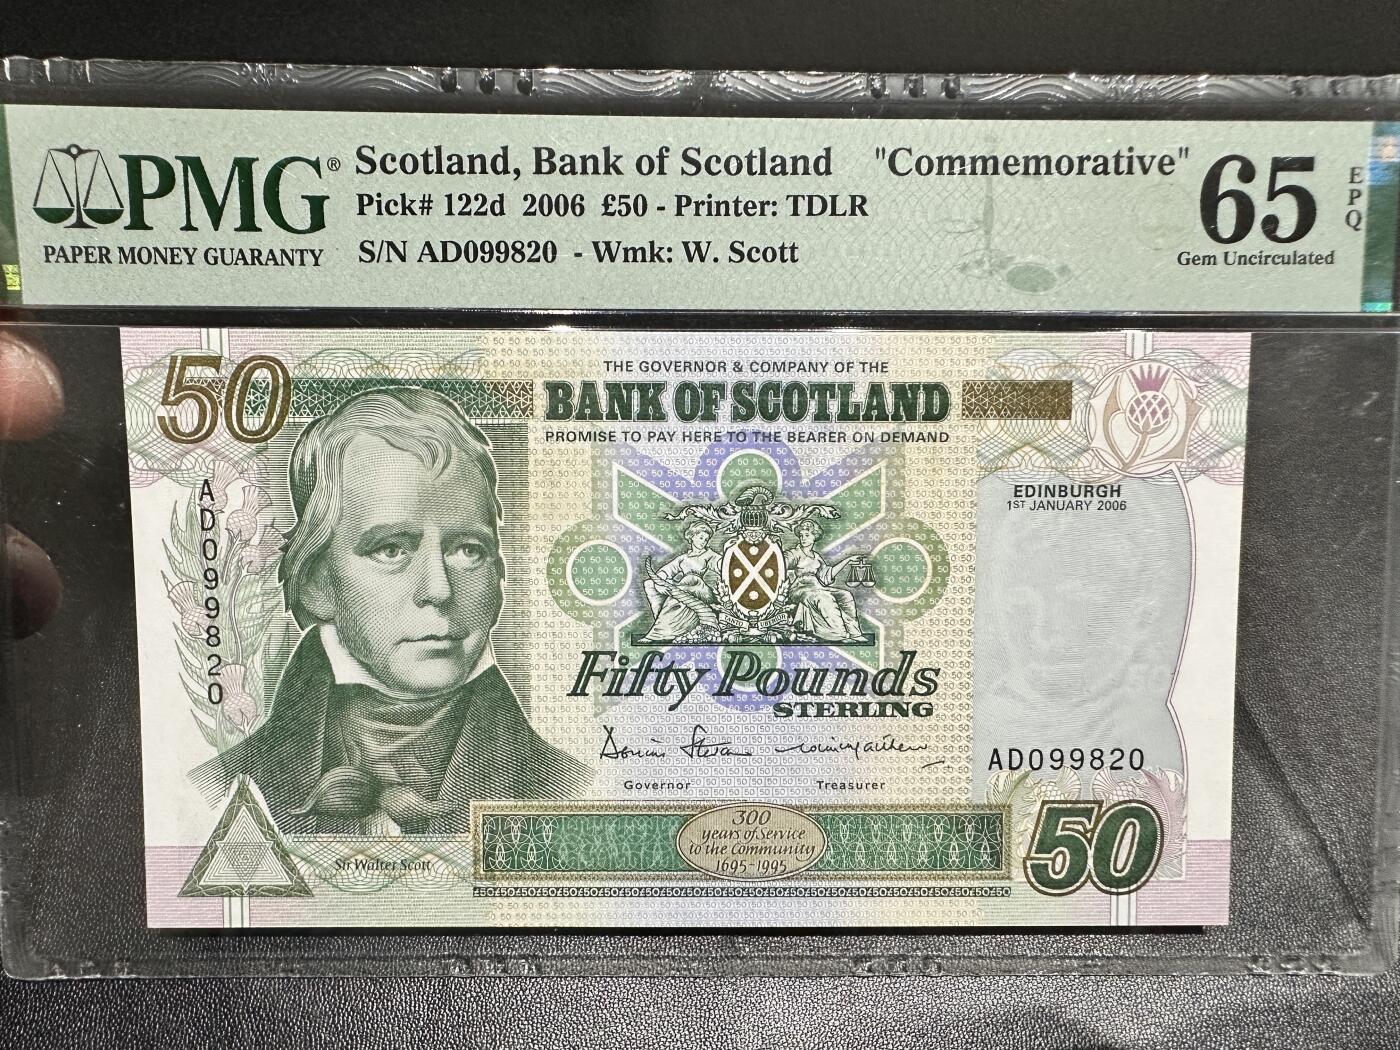 PMG®
PAPER MONEY GUARANTY
Scotland, Bank of Scotland "Commemorative"
Pick# 122d 2006 £50 - Printer: TDLR
S/N AD099820 - Wmk: W. Scott
65
EPQ
Gem Uncirculated
50
THE GOVERNOR & COMPANY OF THE
BANK OF SCOTLAND
PROMISE TO PAY HERE TO THE BEARER ON DEMAND
EDINBURGH
1ST JANUARY 2006
AD099820
Fifty Pounds
STERLING
Governor Treasurer
AD099820
300
years of Service
to the Community
1695-1995
Sir Walter Scott
50